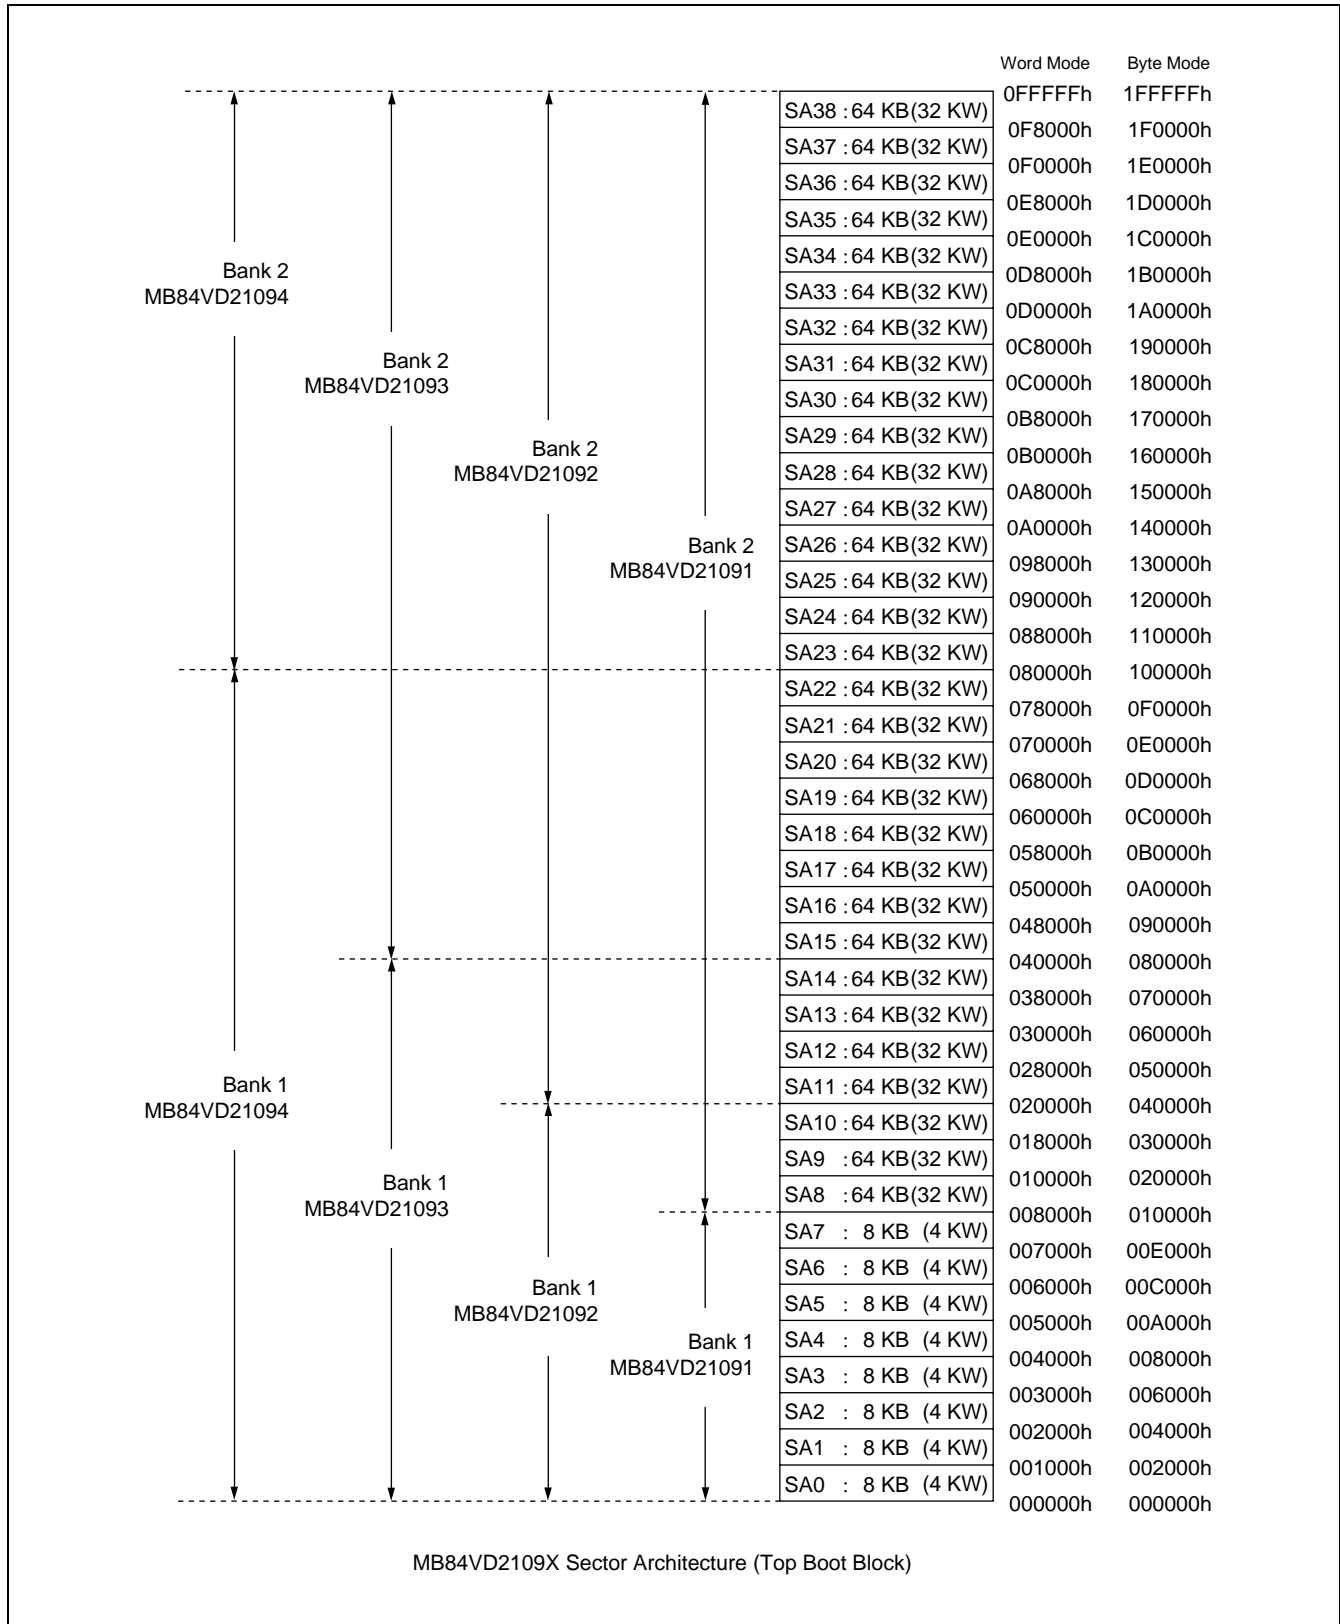 Word Mode Byte Mode
0FFFFFh 1FFFFFh
SA38 : 64 KB (32 KW)
0F8000h 1F0000h
SA37 : 64 KB (32 KW)
0F0000h 1E0000h
SA36 : 64 KB (32 KW)
0E8000h 1D0000h
SA35 : 64 KB (32 KW)
0E0000h 1C0000h
SA34 : 64 KB (32 KW)
Bank 2
MB84VD21094
0D8000h 1B0000h
SA33 : 64 KB (32 KW)
0D0000h 1A0000h
SA32 : 64 KB (32 KW)
0C8000h 190000h
Bank 2
MB84VD21093
SA31 : 64 KB (32 KW)
0C0000h 180000h
SA30 : 64 KB (32 KW)
0B8000h 170000h
SA29 : 64 KB (32 KW)
Bank 2
MB84VD21092
0B0000h 160000h
SA28 : 64 KB (32 KW)
0A8000h 150000h
SA27 : 64 KB (32 KW)
0A0000h 140000h
SA26 : 64 KB (32 KW)
Bank 2
MB84VD21091
098000h 130000h
SA25 : 64 KB (32 KW)
090000h 120000h
SA24 : 64 KB (32 KW)
088000h 110000h
SA23 : 64 KB (32 KW)
080000h 100000h
SA22 : 64 KB (32 KW)
078000h 0F0000h
SA21 : 64 KB (32 KW)
070000h 0E0000h
SA20 : 64 KB (32 KW)
068000h 0D0000h
SA19 : 64 KB (32 KW)
060000h 0C0000h
SA18 : 64 KB (32 KW)
058000h 0B0000h
SA17 : 64 KB (32 KW)
050000h 0A0000h
SA16 : 64 KB (32 KW)
048000h 090000h
SA15 : 64 KB (32 KW)
040000h 080000h
SA14 : 64 KB (32 KW)
038000h 070000h
SA13 : 64 KB (32 KW)
030000h 060000h
SA12 : 64 KB (32 KW)
028000h 050000h
SA11 : 64 KB (32 KW)
Bank 1
MB84VD21094
020000h 040000h
SA10 : 64 KB (32 KW)
018000h 030000h
SA9 : 64 KB (32 KW)
010000h 020000h
SA8 : 64 KB (32 KW)
Bank 1
MB84VD21093
008000h 010000h
SA7 : 8 KB (4 KW)
007000h 00E000h
SA6 : 8 KB (4 KW)
006000h 00C000h
SA5 : 8 KB (4 KW)
Bank 1
MB84VD21092
005000h 00A000h
SA4 : 8 KB (4 KW)
004000h 008000h
SA3 : 8 KB (4 KW)
Bank 1
MB84VD21091
003000h 006000h
SA2 : 8 KB (4 KW)
002000h 004000h
SA1 : 8 KB (4 KW)
001000h 002000h
SA0 : 8 KB (4 KW)
000000h 000000h
MB84VD2109X Sector Architecture (Top Boot Block)